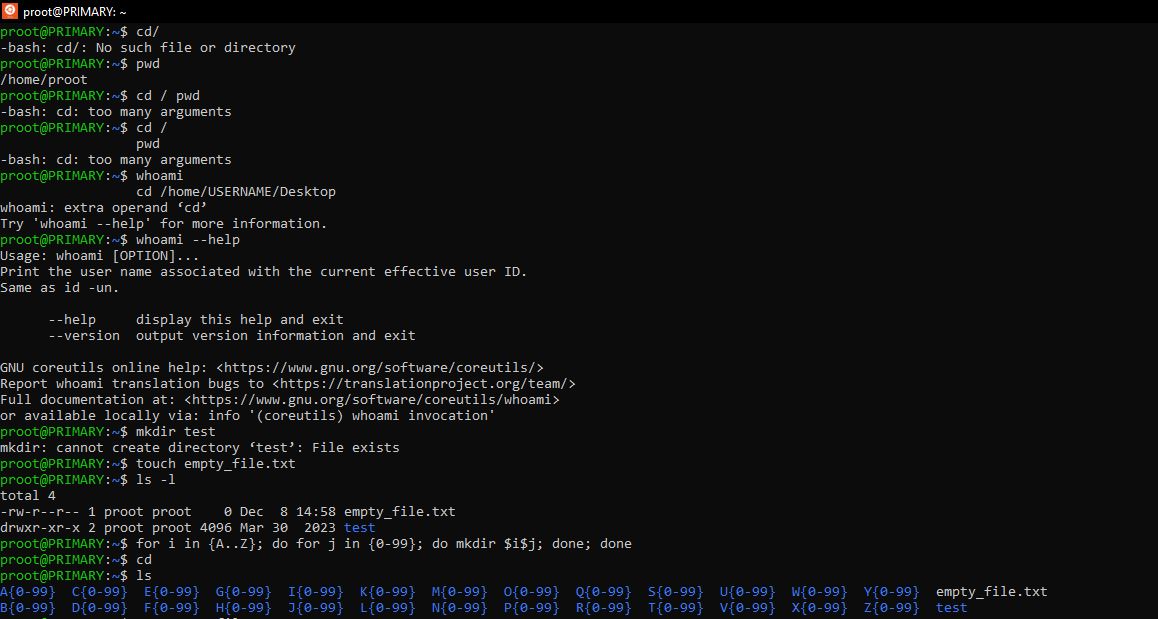 proot@PRIMARY: ~
proot@PRIMARY:~$ cd/
-bash: cd/: No such file or directory
proot@PRIMARY:~$ pwd
/home/proot
proot@PRIMARY:~$ cd / pwd
-bash: cd: too many arguments
proot@PRIMARY:~$ cd /
                 pwd
-bash: cd: too many arguments
proot@PRIMARY:~$ whoami
                 cd /home/USERNAME/Desktop
whoami: extra operand ‘cd’
Try 'whoami --help' for more information.
proot@PRIMARY:~$ whoami --help
Usage: whoami [OPTION]...
Print the user name associated with the current effective user ID.
Same as id -un.

      --help     display this help and exit
      --version  output version information and exit

GNU coreutils online help: <https://www.gnu.org/software/coreutils/>
Report whoami translation bugs to <https://translationproject.org/team/>
Full documentation at: <https://www.gnu.org/software/coreutils/whoami>
or available locally via: info '(coreutils) whoami invocation'
proot@PRIMARY:~$ mkdir test
mkdir: cannot create directory ‘test’: File exists
proot@PRIMARY:~$ touch empty_file.txt
proot@PRIMARY:~$ ls -l
total 4
-rw-r--r-- 1 proot proot    0 Dec  8 14:58 empty_file.txt
drwxr-xr-x 2 proot proot 4096 Mar 30  2023 test
proot@PRIMARY:~$ for i in {A..Z}; do for j in {0-99}; do mkdir $i$j; done; done
proot@PRIMARY:~$ cd
proot@PRIMARY:~$ ls
A{0-99}  C{0-99}  E{0-99}  G{0-99}  I{0-99}  K{0-99}  M{0-99}  O{0-99}  Q{0-99}  S{0-99}  U{0-99}  W{0-99}  Y{0-99}  empty_file.txt
B{0-99}  D{0-99}  F{0-99}  H{0-99}  J{0-99}  L{0-99}  N{0-99}  P{0-99}  R{0-99}  T{0-99}  V{0-99}  X{0-99}  Z{0-99}  test